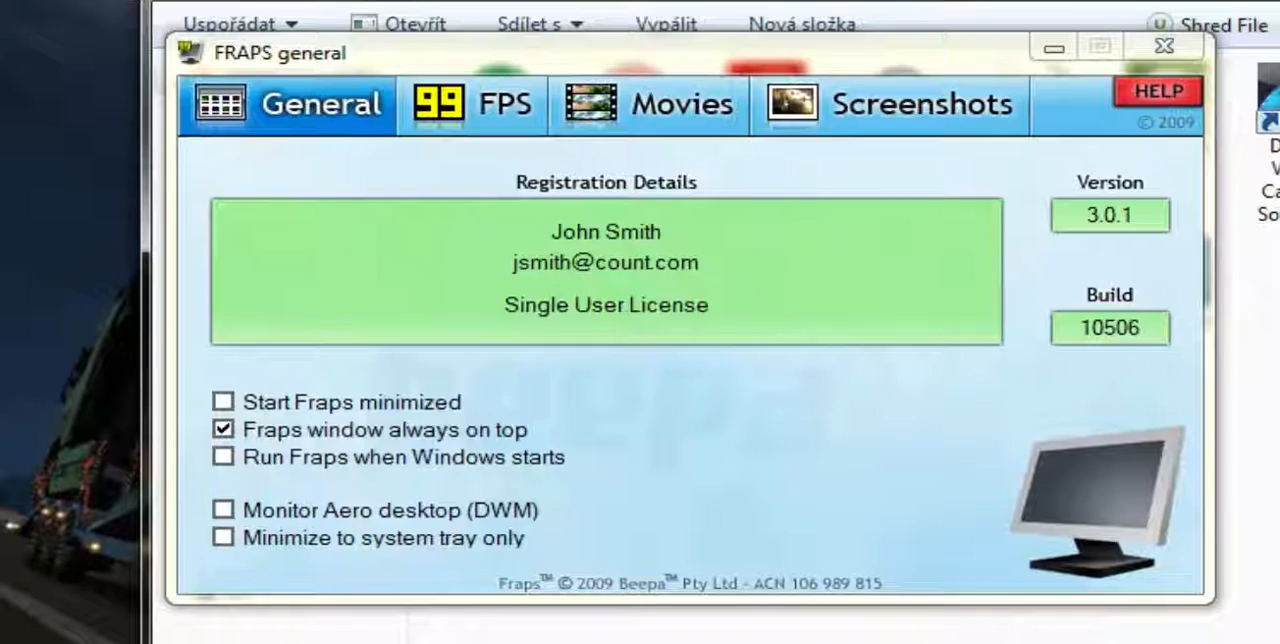 Uspořádat Otevřít Sdílet s Vypálit Nová složka Shred File
FRAPS general
General 99 FPS Movies Screenshots HELP
© 2009
Registration Details Version
3.0.1
John Smith
jsmith@count.com
Single User License
Build
10506
Start Fraps minimized
Fraps window always on top
Run Fraps when Windows starts
Monitor Aero desktop (DWM)
Minimize to system tray only
Fraps™ © 2009 Beepa™ Pty Ltd - ACN 106 989 815